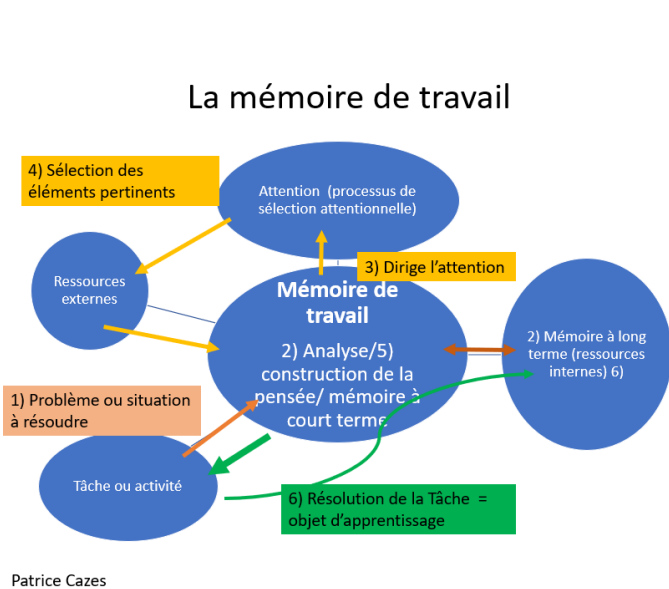 La mémoire de travail
4) Sélection des
éléments pertinents
Attention (processus de
sélection attentionnelle)
3) Dirige l'attention
Ressources
externes
Mémoire de
travail
2) Analyse/5)
construction de la
pensée/ mémoire à
court terme
2) Mémoire à long
terme (ressources
internes) 6)
1) Problème ou situation
à résoudre
Tâche ou activité
6) Résolution de la Tâche =
objet d'apprentissage
Patrice Cazes